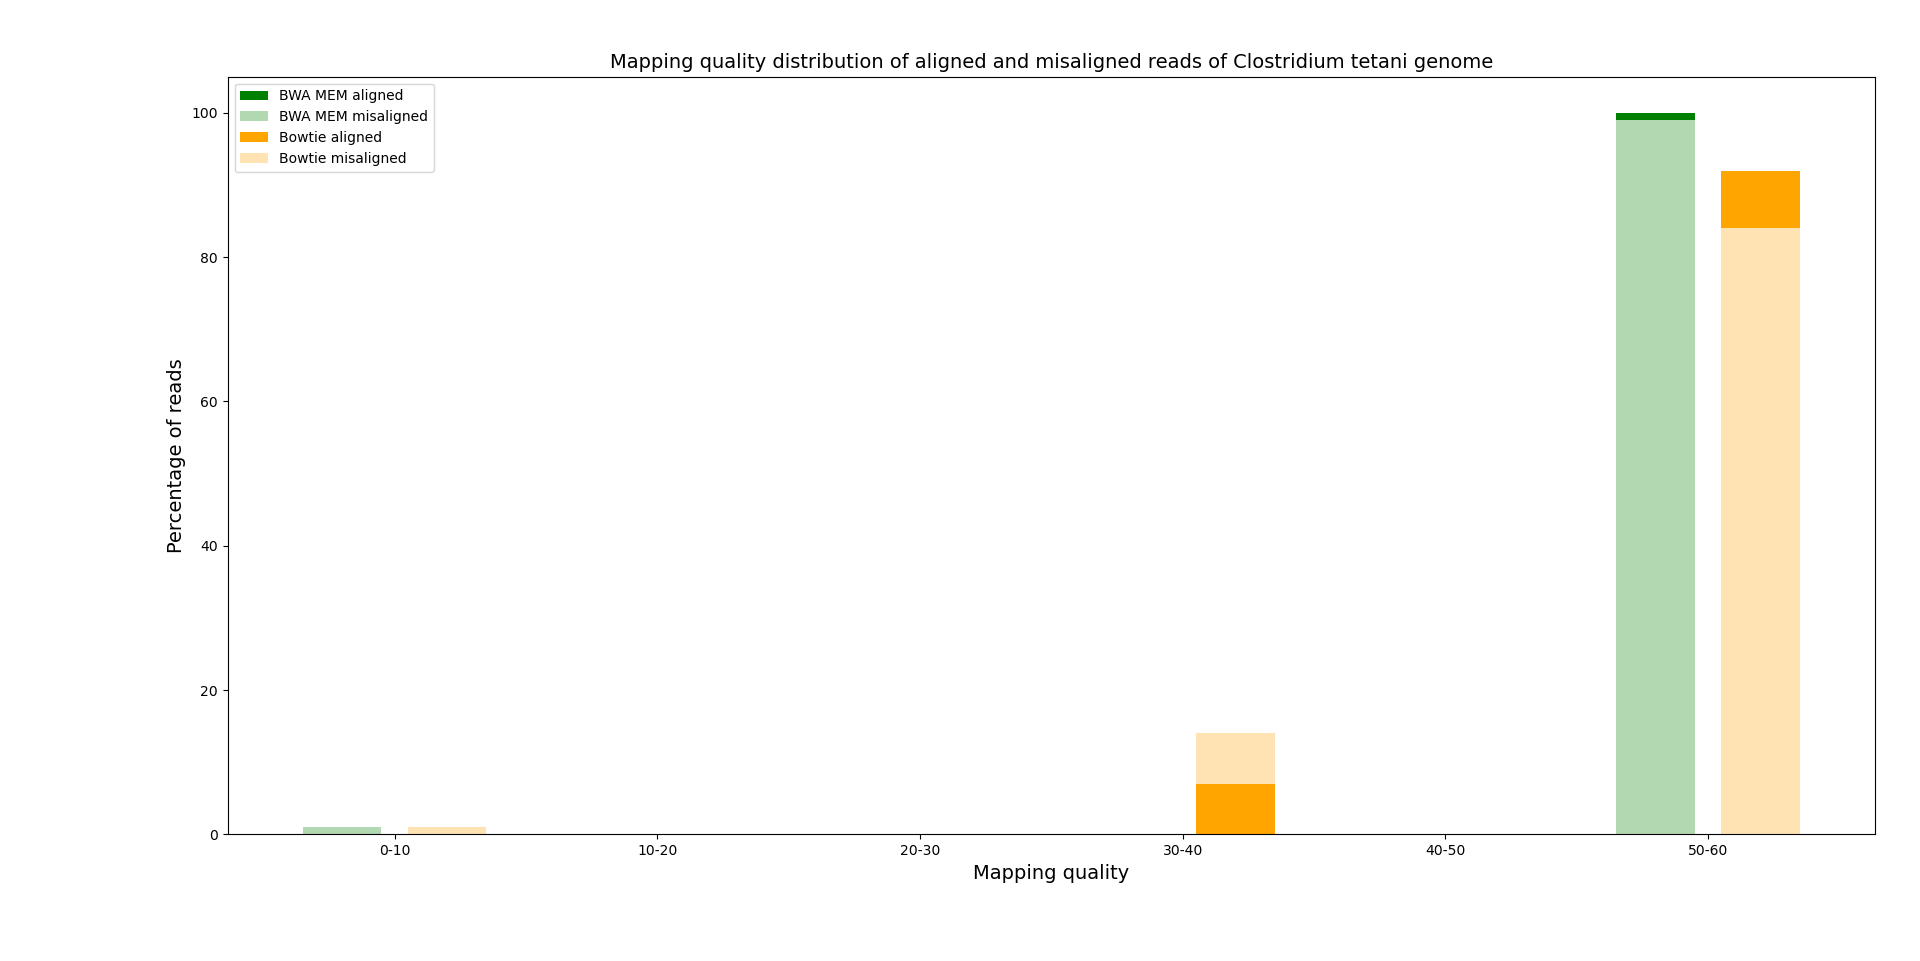 Mapping quality distribution of aligned and misaligned reads of Clostridium tetani genome
BWA MEM aligned
BWA MEM misaligned
Bowtie aligned
Bowtie misaligned
100
80
60
40
20
0
Percentage of reads
0-10 10-20 20-30 30-40 40-50 50-60
Mapping quality